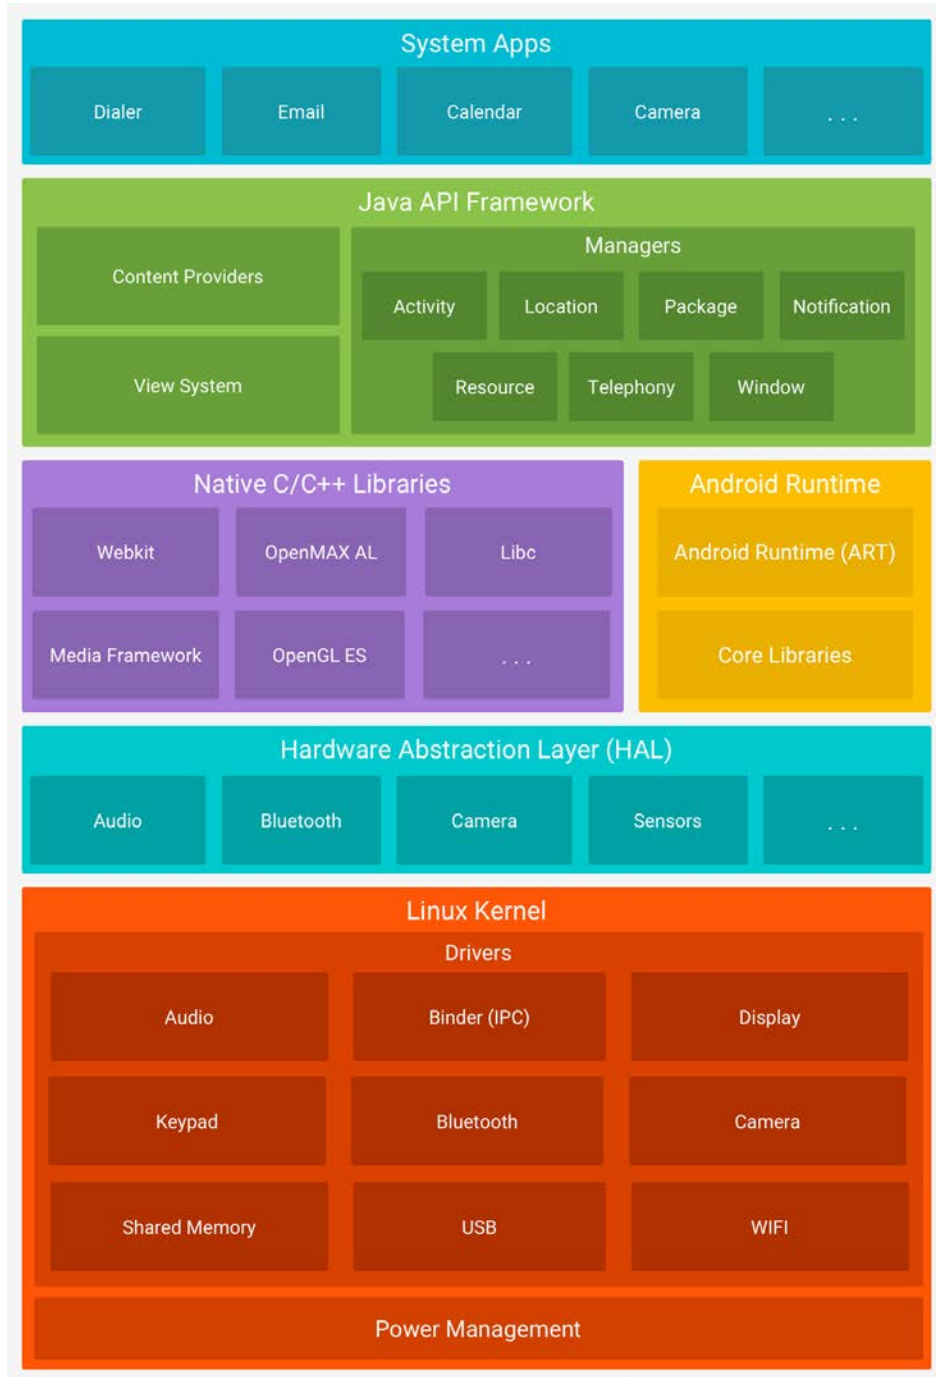 System Apps
Dialer
Email
Calendar
Camera
. . .
Java API Framework
Content Providers
View System
Managers
Activity
Location
Package
Notification
Resource
Telephony
Window
Native C/C++ Libraries
Webkit
OpenMAX AL
Libc
Media Framework
OpenGL ES
. . .
Android Runtime
Android Runtime (ART)
Core Libraries
Hardware Abstraction Layer (HAL)
Audio
Bluetooth
Camera
Sensors
. . .
Linux Kernel
Drivers
Audio
Binder (IPC)
Display
Keypad
Bluetooth
Camera
Shared Memory
USB
WIFI
Power Management